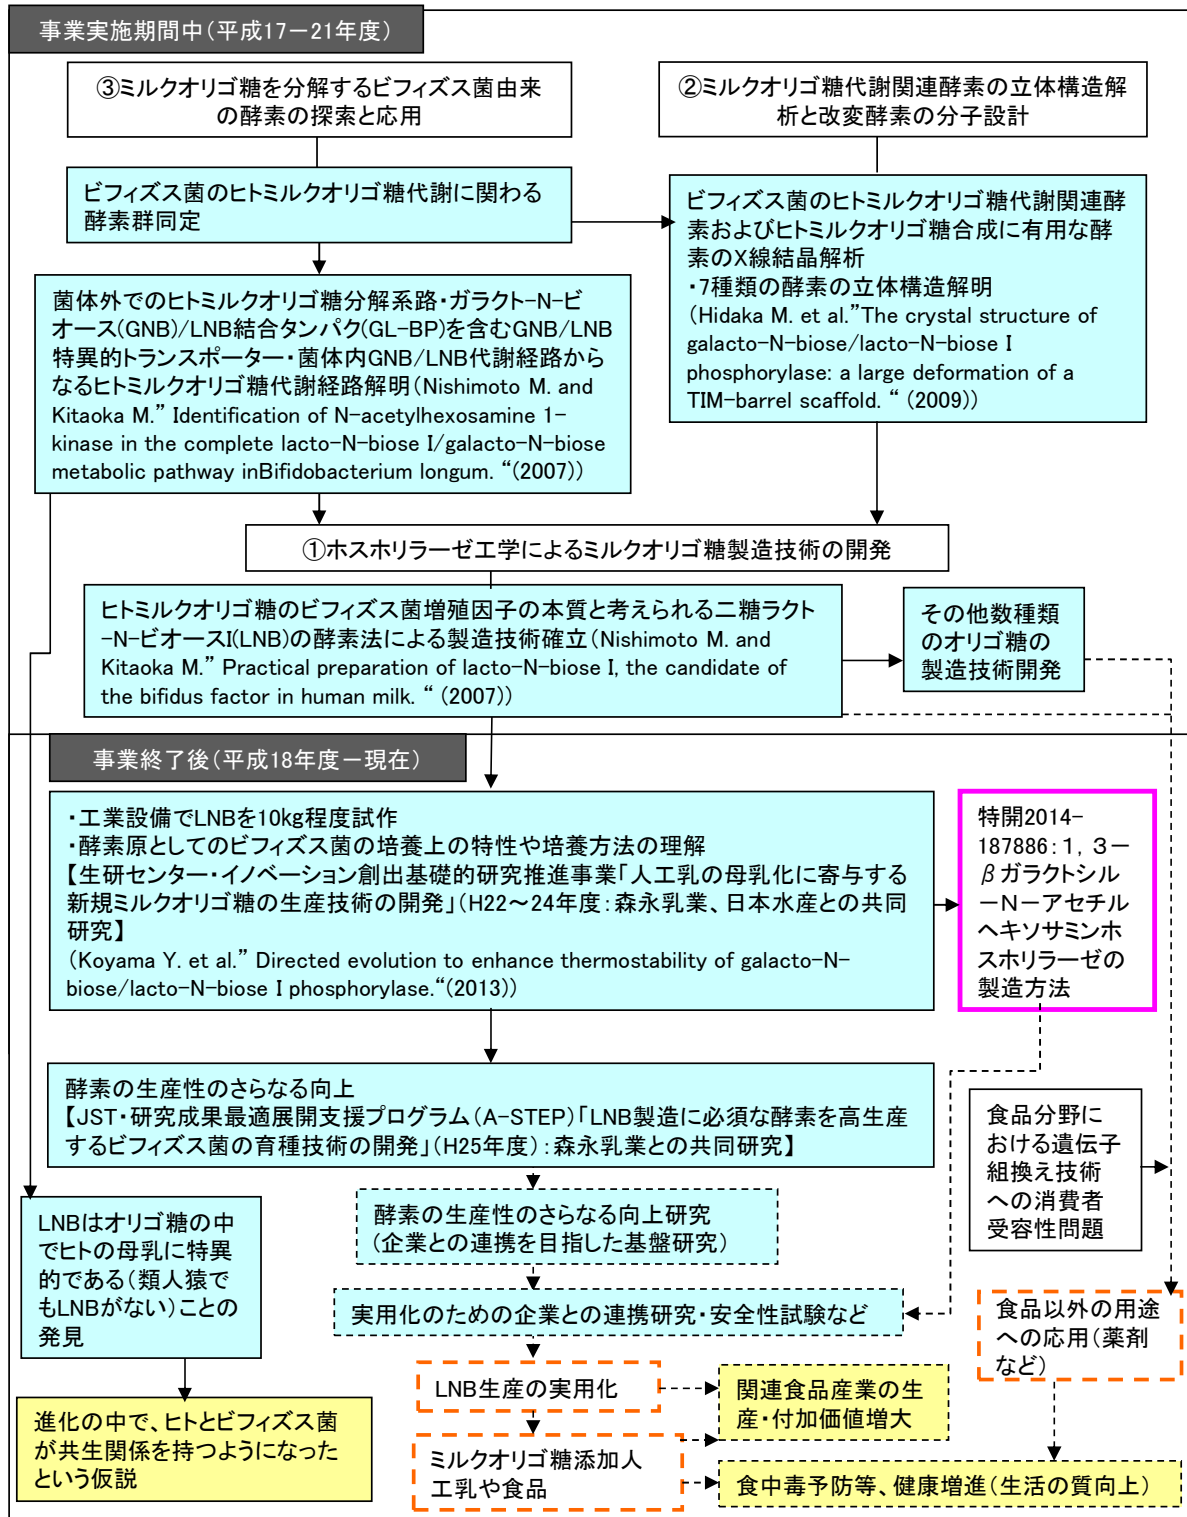 事業実施期間中（平成17－21年度）
③ミルクオリゴ糖を分解するビフィズス菌由来
の酵素の探索と応用
②ミルクオリゴ糖代謝関連酵素の立体構造解
析と改変酵素の分子設計
ビフィズス菌のヒトミルクオリゴ糖代謝に関わる
酵素群同定
ビフィズス菌のヒトミルクオリゴ糖代謝関連酵
素およびヒトミルクオリゴ糖合成に有用な酵
素のX線結晶解析
・7種類の酵素の立体構造解明
（Hidaka M. et al.”The crystal structure of
galacto-N-biose/lacto-N-biose I
phosphorylase: a large deformation of a
TIM-barrel scaffold. “ (2009)）
菌体外でのヒトミルクオリゴ糖分解系路・ガラクト-N-ビ
オース(GNB)/LNB結合タンパク(GL-BP)を含むGNB/LNB
特異的トランスポーター・菌体内GNB/LNB代謝経路から
なるヒトミルクオリゴ糖代謝経路解明（Nishimoto M. and
Kitaoka M.” Identification of N-acetylhexosamine 1-
kinase in the complete lacto-N-biose I/galacto-N-biose
metabolic pathway inBifidobacterium longum. “(2007)）
①ホスホリラーゼ工学によるミルクオリゴ糖製造技術の開発
ヒトミルクオリゴ糖のビフィズス菌増殖因子の本質と考えられる二糖ラクト
-N-ビオースI(LNB)の酵素法による製造技術確立（Nishimoto M. and
Kitaoka M.” Practical preparation of lacto-N-biose I, the candidate of
the bifidus factor in human milk. “ (2007)）
その他数種類
のオリゴ糖の
製造技術開発
事業終了後（平成18年度－現在）
・工業設備でLNBを10kg程度試作
・酵素原としてのビフィズス菌の培養上の特性や培養方法の理解
【生研センター・イノベーション創出基礎的研究推進事業「人工乳の母乳化に寄与する
新規ミルクオリゴ糖の生産技術の開発」（H22～24年度：森永乳業、日本水産との共同
研究】
（Koyama Y. et al.” Directed evolution to enhance thermostability of galacto-N-
biose/lacto-N-biose I phosphorylase.“(2013)）
特開2014-
187886：１，３－
βガラクトシル
－Ｎ－アセチル
ヘキソサミンホ
スホリラーゼの
製造方法
酵素の生産性のさらなる向上
【JST・研究成果最適展開支援プログラム（A-STEP）「LNB製造に必須な酵素を高生産
するビフィズス菌の育種技術の開発」（H25年度）：森永乳業との共同研究】
食品分野に
おける遺伝子
組換え技術
への消費者
受容性問題
LNBはオリゴ糖の中
でヒトの母乳に特異
的である（類人猿で
もLNBがない）ことの
発見
酵素の生産性のさらなる向上研究
（企業との連携を目指した基盤研究）
実用化のための企業との連携研究・安全性試験など
食品以外の用途
への応用（薬剤
など）
LNB生産の実用化
関連食品産業の生
産・付加価値増大
進化の中で、ヒトとビフィズス菌
が共生関係を持つようになった
という仮説
ミルクオリゴ糖添加人
工乳や食品
食中毒予防等、健康増進（生活の質向上）